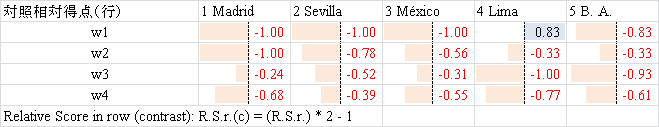 対照相対得点(行) 1 Madrid 2 Sevilla 3 México 4 Lima 5 B. A.
w1 -1.00 -1.00 -1.00 0.83 -0.83
w2 -1.00 -0.78 -0.56 -0.33 -0.33
w3 -0.24 -0.52 -0.31 -1.00 -0.93
w4 -0.68 -0.39 -0.55 -0.77 -0.61
Relative Score in row (contrast): R.S.r.(c) = (R.S.r.) * 2 - 1